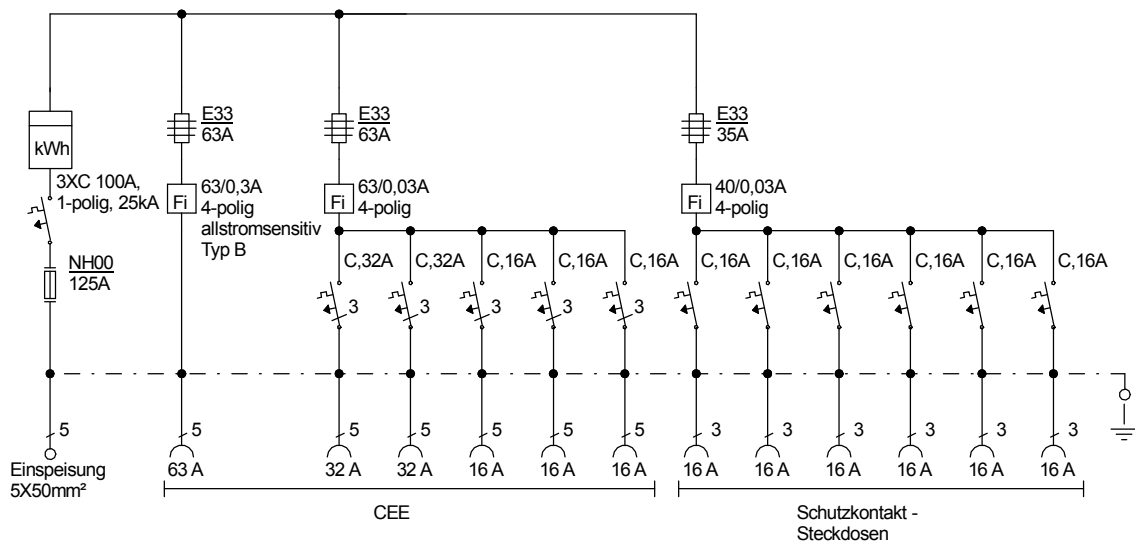 E33
63A
E33
63A
E33
35A
kWh
3XC 100A,
1-polig, 25kA
Fi
63/0,3A
4-polig
allstromsensitiv
Typ B
Fi
63/0,03A
4-polig
Fi
40/0,03A
4-polig
NH00
125A
C,32A
C,32A
C,16A
C,16A
C,16A
C,16A
C,16A
C,16A
C,16A
C,16A
C,16A
3
3
3
3
3
5
5
5
5
5
5
5
3
3
3
3
3
3
Einspeisung
5X50mm²
63 A
32 A
32 A
16 A
16 A
16 A
16 A
16 A
16 A
16 A
16 A
16 A
CEE
Schutzkontakt -
Steckdosen